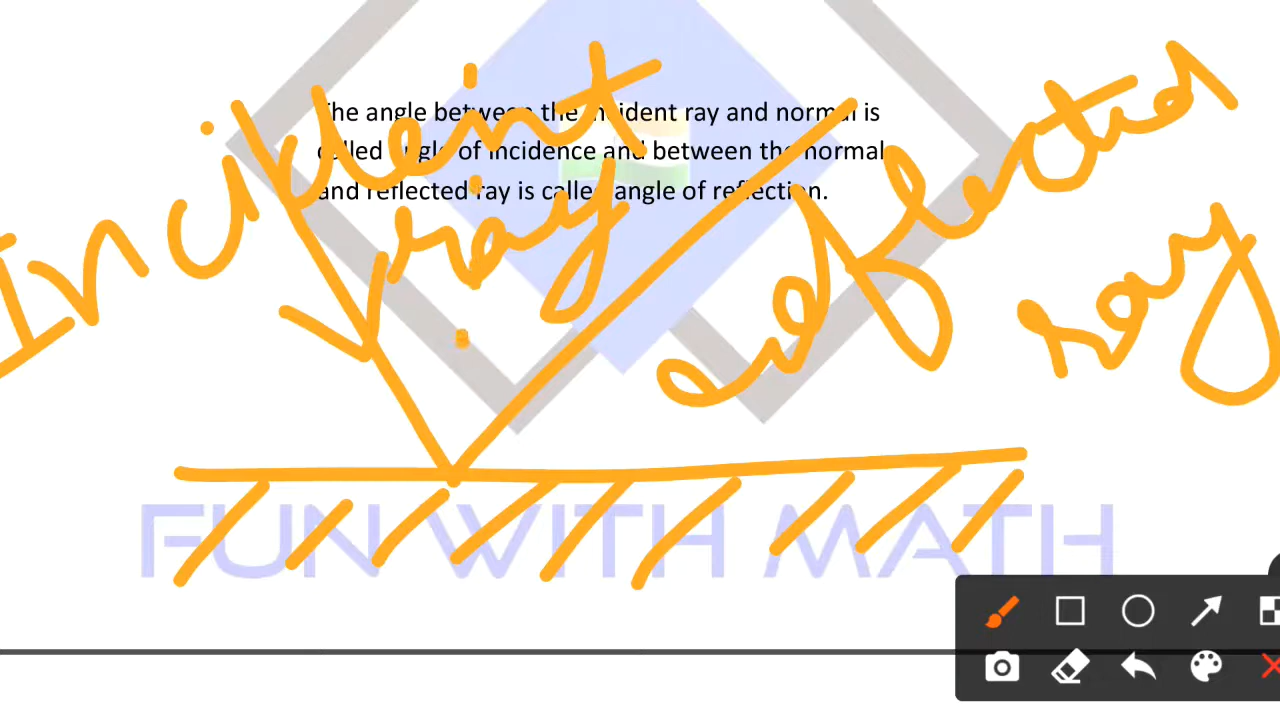 The angle between the incident ray and normal is
called angle of incidence and between the normal
and reflected ray is called angle of reflection.
Incident
ray
reflected
ray
FUN WITH MATH